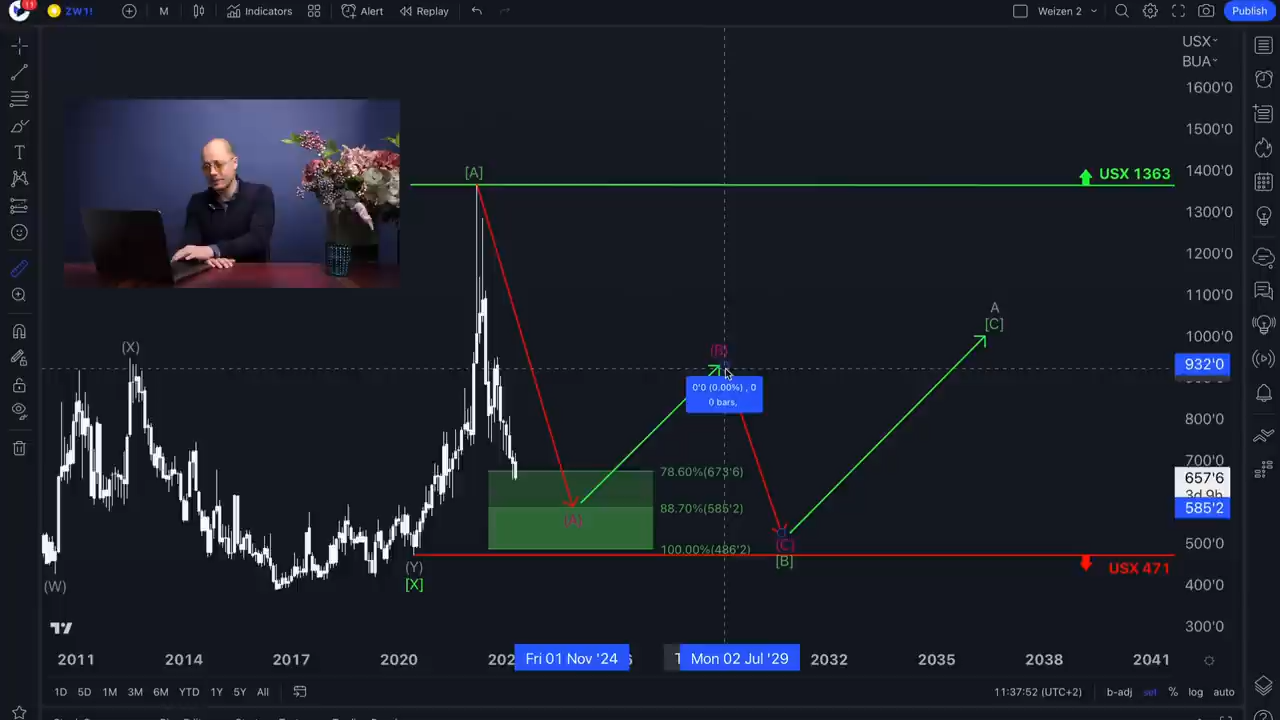 11
ZW1!
M
Indicators
Alert
Replay
Weizen 2
Publish
USX
BUA
1600'0
1500'0
1400'0
1300'0
1200'0
1100'0
1000'0
932'0
800'0
700'0
657'6
3d 9h
585'2
500'0
400'0
300'0
[A]
USX 1363
(X)
A
[C]
(B)
0'0 (0.00%) , 0
0 bars,
78.60%(673'6)
88.70%(585'2)
(A)
100.00%(486'2)
(C)
[B]
USX 471
(W)
(Y)
[X]
2011
2014
2017
2020
Fri 01 Nov '24
Mon 02 Jul '29
2032
2035
2038
2041
1D
5D
1M
3M
6M
YTD
1Y
5Y
All
11:37:52 (UTC+2)
b-adj
set
%
log
auto